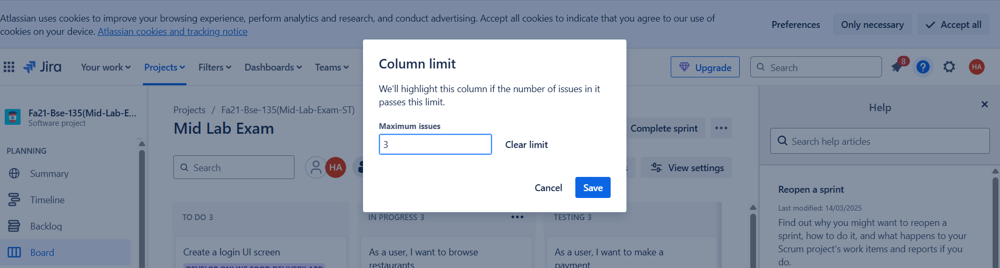 Atlassian uses cookies to improve your browsing experience, perform analytics and research, and conduct advertising. Accept all cookies to indicate that you agree to our use of
cookies on your device. Atlassian cookies and tracking notice
Preferences
Only necessary
Accept all
Jira
Your work
Projects
Filters
Dashboards
Teams
Upgrade
Search
8
?
HA
Fa21-Bse-135(Mid-Lab-E...
Software project
PLANNING
Summary
Timeline
Backlog
Board
Projects / Fa21-Bse-135(Mid-Lab-Exam-ST)
Mid Lab Exam
Complete sprint
Search
HA
View settings
Column limit
We'll highlight this column if the number of issues in it
passes this limit.
Maximum issues
3
Clear limit
Cancel
Save
TO DO 3
Create a login UI screen
DEVELOP ONLINE FOOD DELIVERY APP
IN PROGRESS 3
As a user, I want to browse
restaurants
TESTING 3
As a user, I want to make a
payment
Help
Search help articles
Reopen a sprint
Last modified: 14/03/2025
Find out why you might want to reopen a
sprint, how to do it, and what happens to your
Scrum project's work items and reports if you
do.